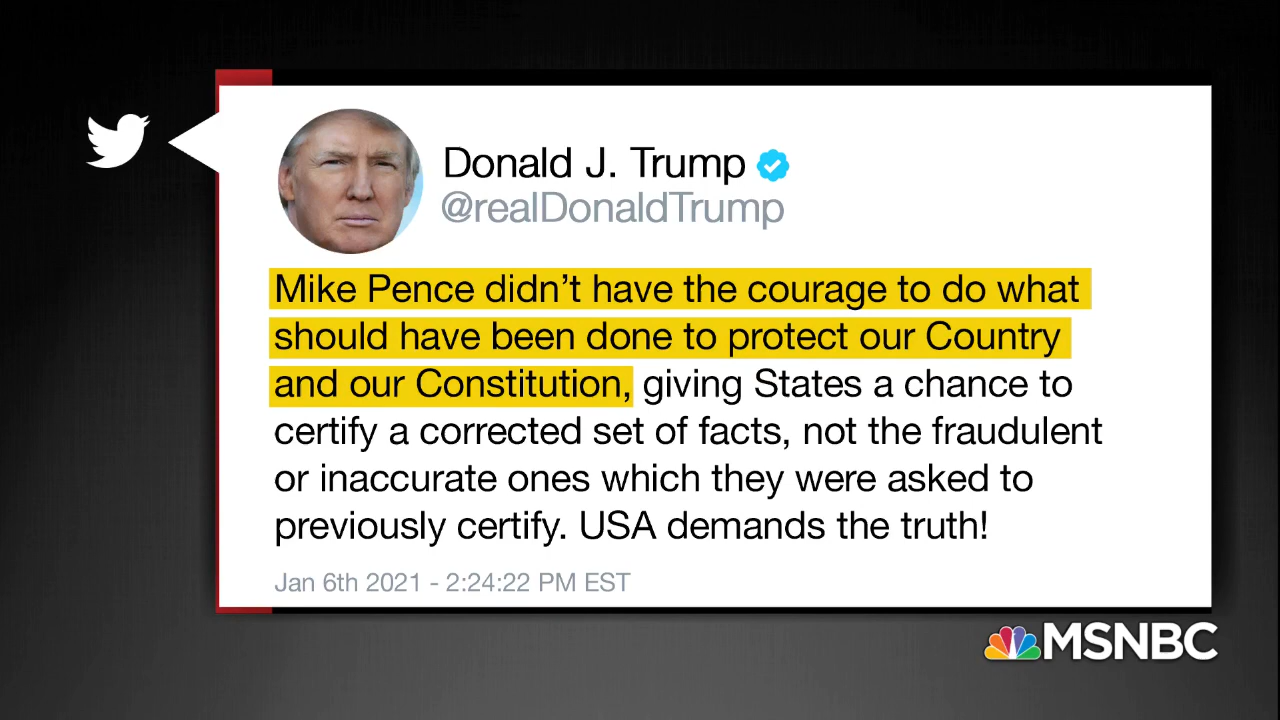 Donald J. Trump
@realDonaldTrump
Mike Pence didn’t have the courage to do what
should have been done to protect our Country
and our Constitution, giving States a chance to
certify a corrected set of facts, not the fraudulent
or inaccurate ones which they were asked to
previously certify. USA demands the truth!
Jan 6th 2021 - 2:24:22 PM EST
MSNBC